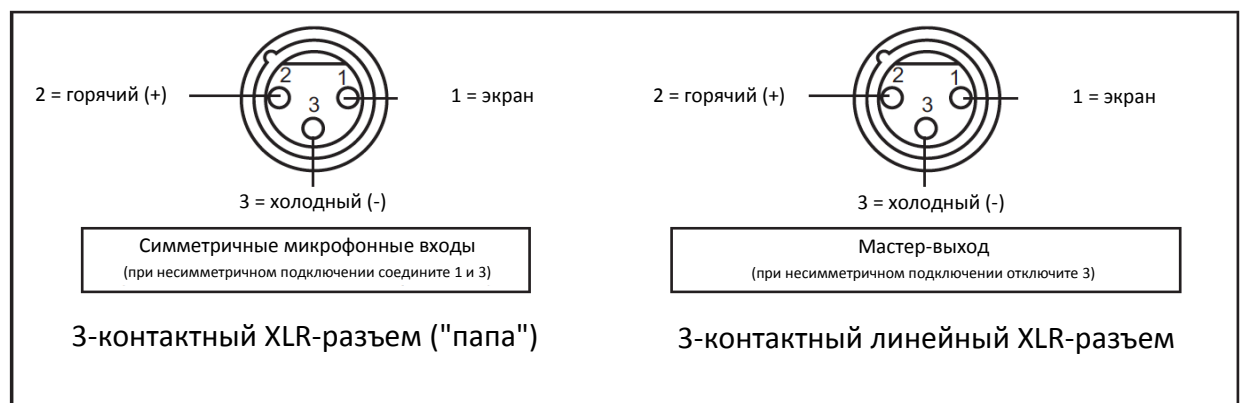 2 = горячий (+)
2
1
3
1 = экран
3 = холодный (-)
Симметричные микрофонные входы
(при несимметричном подключении соедините 1 и 3)
3-контактный XLR-разъем ("папа")
2 = горячий (+)
2
1
3
1 = экран
3 = холодный (-)
Мастер-выход
(при несимметричном подключении отключите 3)
3-контактный линейный XLR-разъем